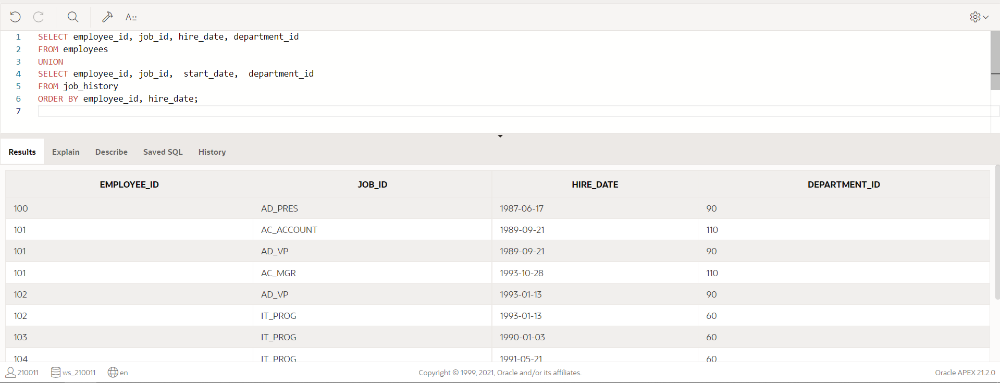 A
1 SELECT employee_id, job_id, hire_date, department_id
2 FROM employees
3 UNION
4 SELECT employee_id, job_id,  start_date,  department_id
5 FROM job_history
6 ORDER BY employee_id, hire_date;
7
Results Explain Describe Saved SQL History
EMPLOYEE_ID JOB_ID HIRE_DATE DEPARTMENT_ID
100 AD_PRES 1987-06-17 90
101 AC_ACCOUNT 1989-09-21 110
101 AD_VP 1989-09-21 90
101 AC_MGR 1993-10-28 110
102 AD_VP 1993-01-13 90
102 IT_PROG 1993-01-13 60
103 IT_PROG 1990-01-03 60
104 IT_PROG 1991-05-21 60
210011 ws_210011 en Copyright © 1999, 2021, Oracle and/or its affiliates. Oracle APEX 21.2.0